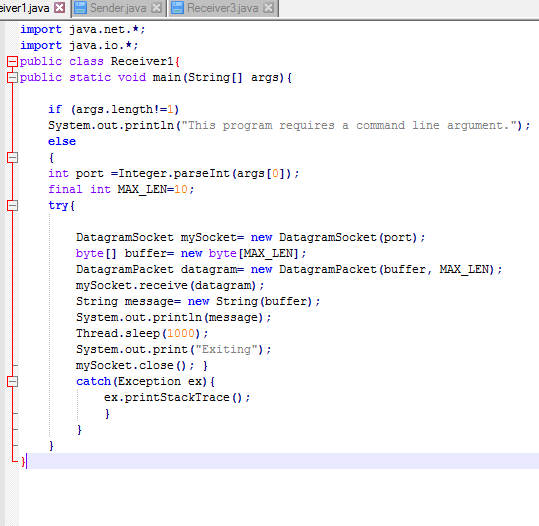 eiver1.java Sender.java Receiver3.java
import java.net.*;
import java.io.*;
public class Receiver1{
public static void main(String[] args){
if (args.length!=1)
System.out.println("This program requires a command line argument.");
else
{
int port =Integer.parseInt(args[0]);
final int MAX_LEN=10;
try{
DatagramSocket mySocket= new DatagramSocket(port);
byte[] buffer= new byte[MAX_LEN];
DatagramPacket datagram= new DatagramPacket(buffer, MAX_LEN);
mySocket.receive(datagram);
String message= new String(buffer);
System.out.println(message);
Thread.sleep(1000);
System.out.print("Exiting");
mySocket.close(); }
catch(Exception ex){
ex.printStackTrace();
}
}
}
}